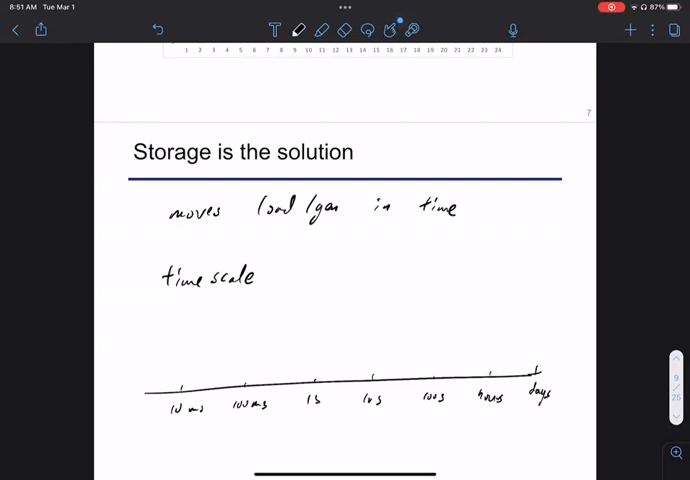 8:51 AM Tue Mar 1
87%
1 2 3 4 5 6 7 8 9 10 11 12 13 14 15 16 17 18 19 20 21 22 23 24
7
Storage is the solution
moves load/gen in time
time scale
10 ms 100 ms 1s 10s 100s hours days
9
/
25